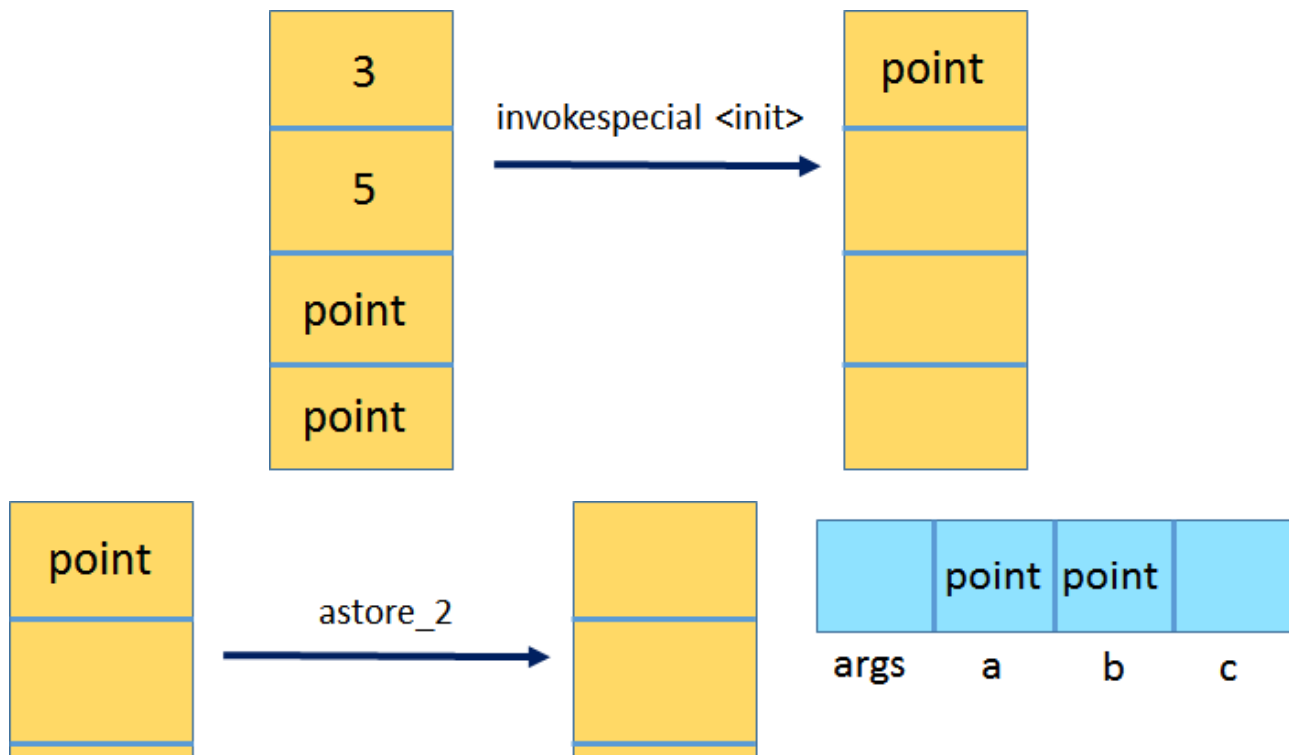 3
5
point
point
invokespecial <init>
point
point
astore_2
point point
args a b c